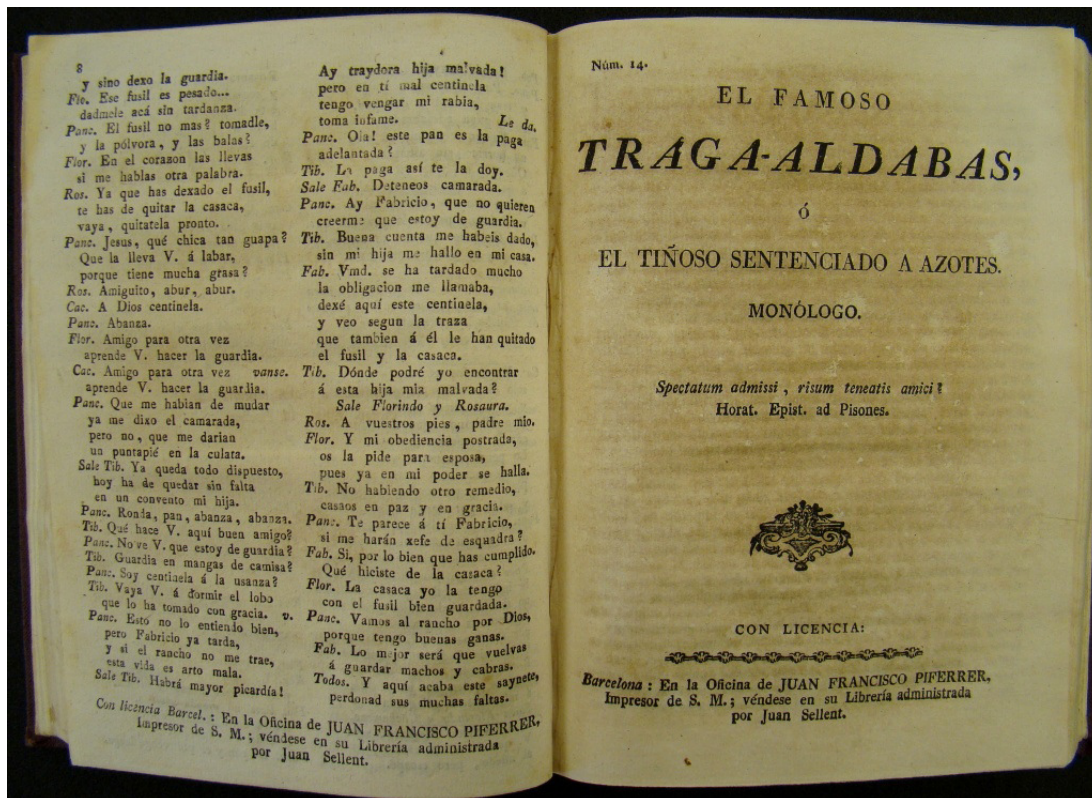 8
y sino dexo la guardia.
Flo. Ese fusil es pesado...
dadmele acá sin tardanza.
Panc. El fusil no mas? tomadle,
y la pólvora, y las balas?
Flor. En el corazon las llevas
si me hablas otra palabra.
Ros. Ya que has dexado el fusil,
te has de quitar la casaca,
vaya, quitatela pronto.
Panc. Jesus, qué chica tan guapa?
Que la lleva V. á labar,
porque tiene mucha grasa?
Ros. Amiguito, abur, abur.
Cac. A Dios centinela.
Panc. Abanza.
Flor. Amigo para otra vez
aprende V. hacer la guardia.
Cac. Amigo para otra vez vanse.
aprende V. hacer la guardia.
Panc. Que me habian de mudar
ya me dixo el camarada,
pero no, que me darian
un puntapié en la culata.
Sale Tib. Ya queda todo dispuesto,
hoy ha de quedar sin falta
en un convento mi hija.
Panc. Ronda, pan, abanza, abanza.
Tib. Qué hace V. aquí buen amigo?
Panc. No ve V. que estoy de guardia?
Tib. Guardia en mangas de camisa?
Panc. Soy centinela á la usanza?
Tib. Vaya V. á dormir el lobo
que lo ha tomado con gracia. v.
Panc. Esto no lo entiendo bien,
pero Fabricio ya tarda,
y si el rancho no me trae,
esta vida es arto mala.
Sale Tib. Habrá mayor picardía!
Ay traydora hija malvada!
pero en tí mal centinela
tengo vengar mi rabia,
toma infame. Le da.
Panc. Ola! este pan es la paga
adelantada?
Tib. La paga así te la doy.
Sale Fab. Deteneos camarada.
Panc. Ay Fabricio, que no quieren
creerme que estoy de guardia.
Tib. Buena cuenta me habeis dado,
sin mi hija me hallo en mi casa.
Fab. Vmd. se ha tardado mucho
la obligacion me llamaba,
dexé aquí este centinela,
y veo segun la traza
que tambien á él le han quitado
el fusil y la casaca.
Tib. Dónde podré yo encontrar
á esta hija mia malvada?
Sale Florindo y Rosaura.
Ros. A vuestros pies, padre mio.
Flor. Y mi obediencia postrada,
os la pide para esposa,
pues ya en mi poder se halla.
Tib. No habiendo otro remedio,
casaos en paz y en gracia.
Panc. Te parece á tí Fabricio,
si me harán xefe de esquadra?
Fab. Si, por lo bien que has cumplido.
Qué hiciste de la casaca?
Flor. La casaca yo la tengo
con el fusil bien guardada.
Panc. Vamos al rancho por Dios,
porque tengo buenas ganas.
Fab. Lo mejor será que vuelvas
á guardar machos y cabras.
Todos. Y aquí acaba este saynete,
perdonad sus muchas faltas.
Con licencia Barcel.: En la Oficina de JUAN FRANCISCO PIFERRER,
Impresor de S. M.; véndese en su Librería administrada
por Juan Sellent.
Núm. 14.
EL FAMOSO
TRAGA-ALDABAS,
ó
EL TIÑOSO SENTENCIADO A AZOTES.
MONÓLOGO.
Spectatum admissi, risum teneatis amici?
Horat. Epist. ad Pisones.
CON LICENCIA:
Barcelona: En la Oficina de JUAN FRANCISCO PIFERRER,
Impresor de S. M.; véndese en su Librería administrada
por Juan Sellent.